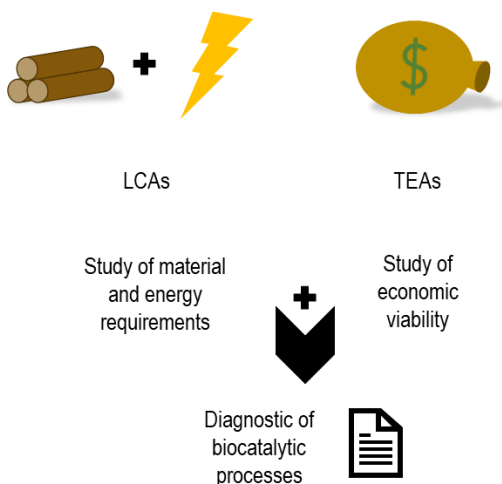 $
LCAs
TEAs
Study of material
and energy
requirements
Study of
economic
viability
Diagnostic of
biocatalytic
processes